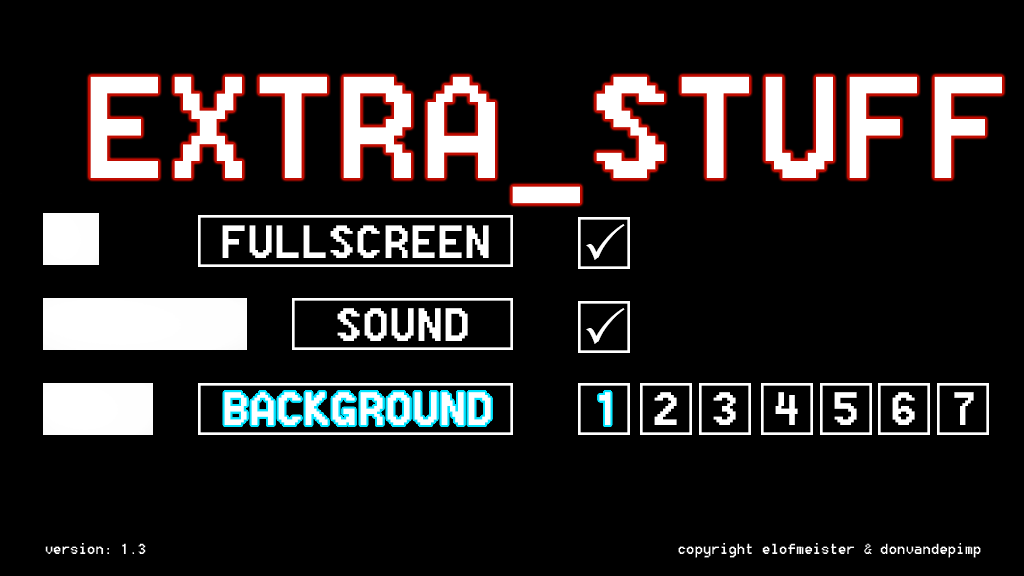 EXTRA_STUFF
FULLSCREEN
SOUND
BACKGROUND 1 2 3 4 5 6 7
version: 1.3
copyright elofmeister & donvandepimp